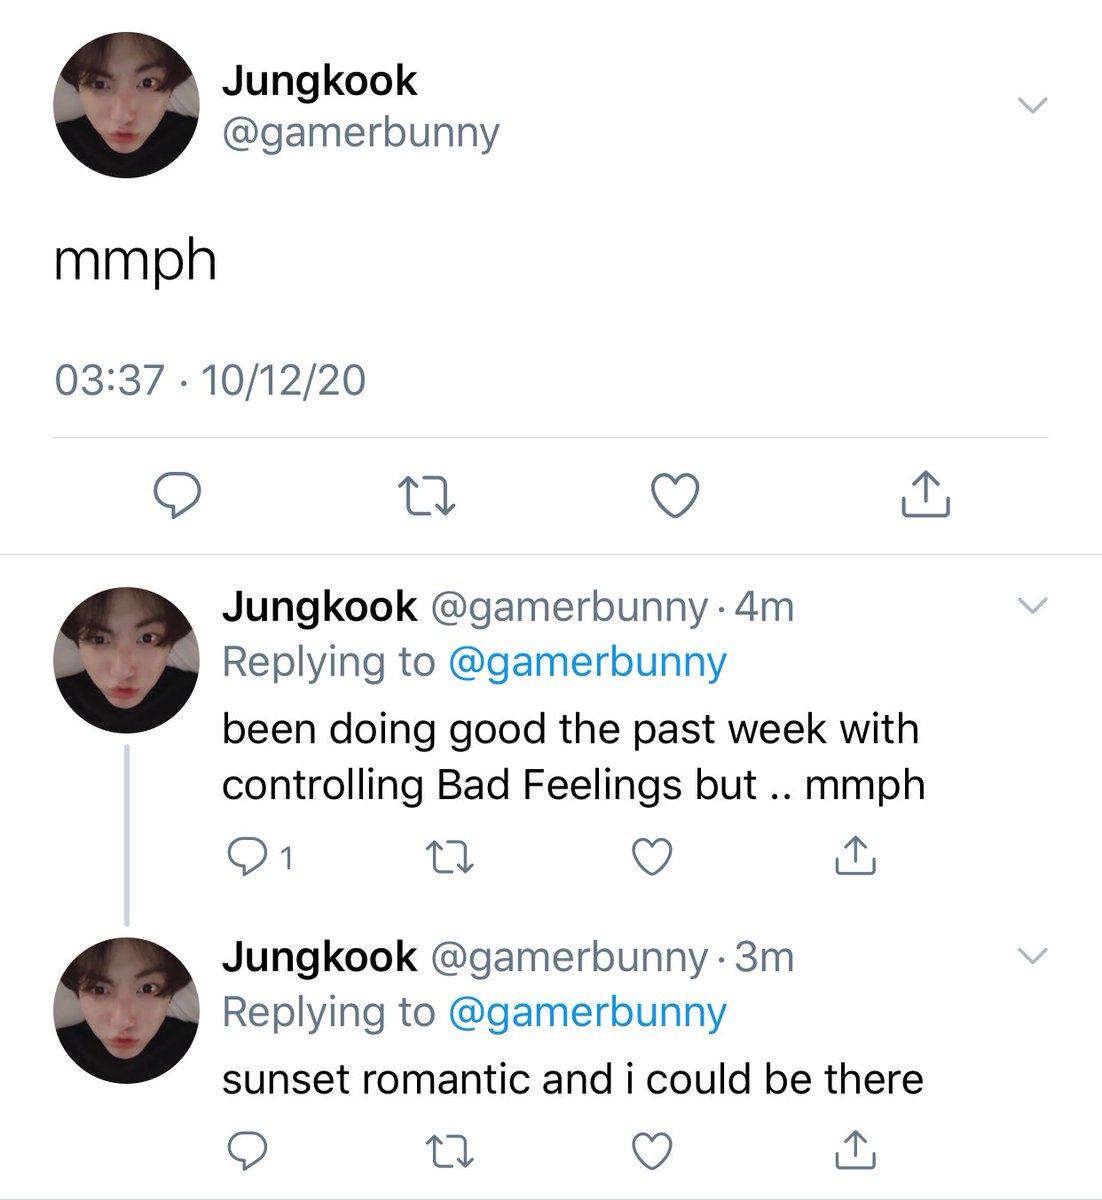 Jungkook
@gamerbunny
mmph
03:37 · 10/12/20
Jungkook @gamerbunny · 4m
Replying to @gamerbunny
been doing good the past week with
controlling Bad Feelings but .. mmph
1
Jungkook @gamerbunny · 3m
Replying to @gamerbunny
sunset romantic and i could be there